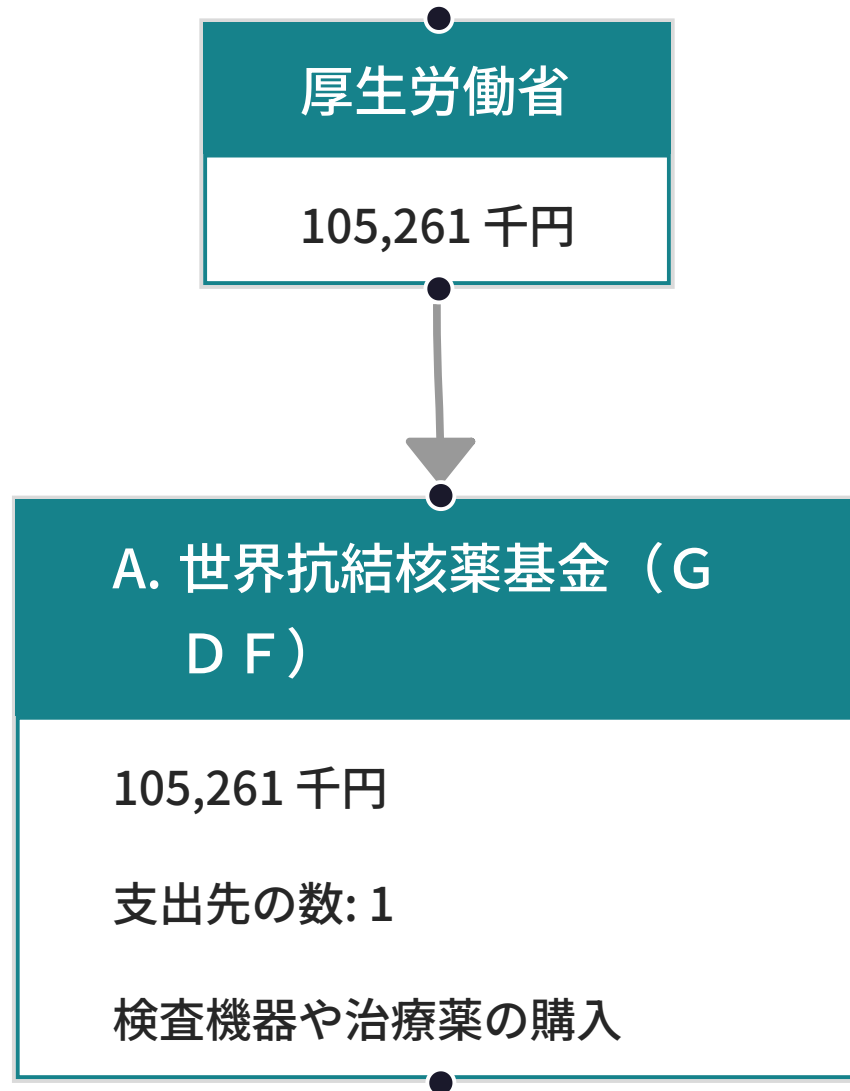 厚生労働省
105,261 千円
A. 世界抗結核薬基金（Ｇ
ＤＦ）
105,261 千円
支出先の数: 1
検査機器や治療薬の購入